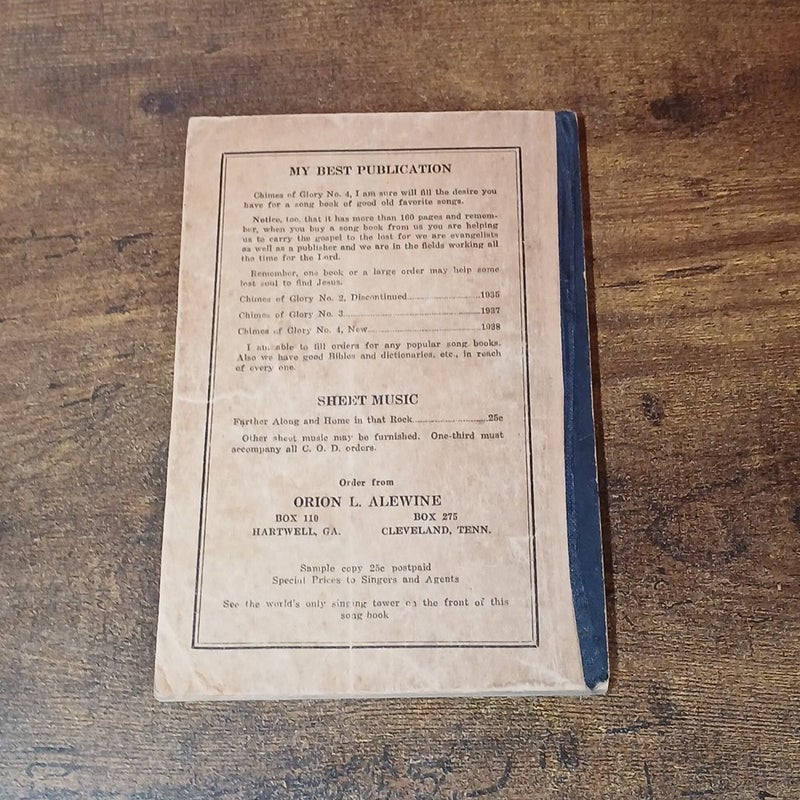 MY BEST PUBLICATION
Chimes of Glory No. 4, I am sure will fill the desire you
have for a song book of good old favorite songs.
Notice, too, that it has more than 160 pages and remem-
ber, when you buy a song book from us you are helping
us to carry the gospel to the lost for we are evangelists
as well as a publisher and we are in the fields working all
the time for the Lord.
Remember, one book or a large order may help some
lost soul to find Jesus.
Chimes of Glory No. 2, Discontinued....................1935
Chimes of Glory No. 3....................1937
Chimes of Glory No. 4, New....................1938
I am able to fill orders for any popular song books.
Also we have good Bibles and dictionaries, etc., in reach
of every one.
SHEET MUSIC
Farther Along and Home in that Rock....................25c
Other sheet music may be furnished. One-third must
accompany all C. O. D. orders.
Order from
ORION L. ALEWINE
BOX 110 BOX 275
HARTWELL, GA. CLEVELAND, TENN.
Sample copy 25c postpaid
Special Prices to Singers and Agents
See the world's only singing tower on the front of this
song book